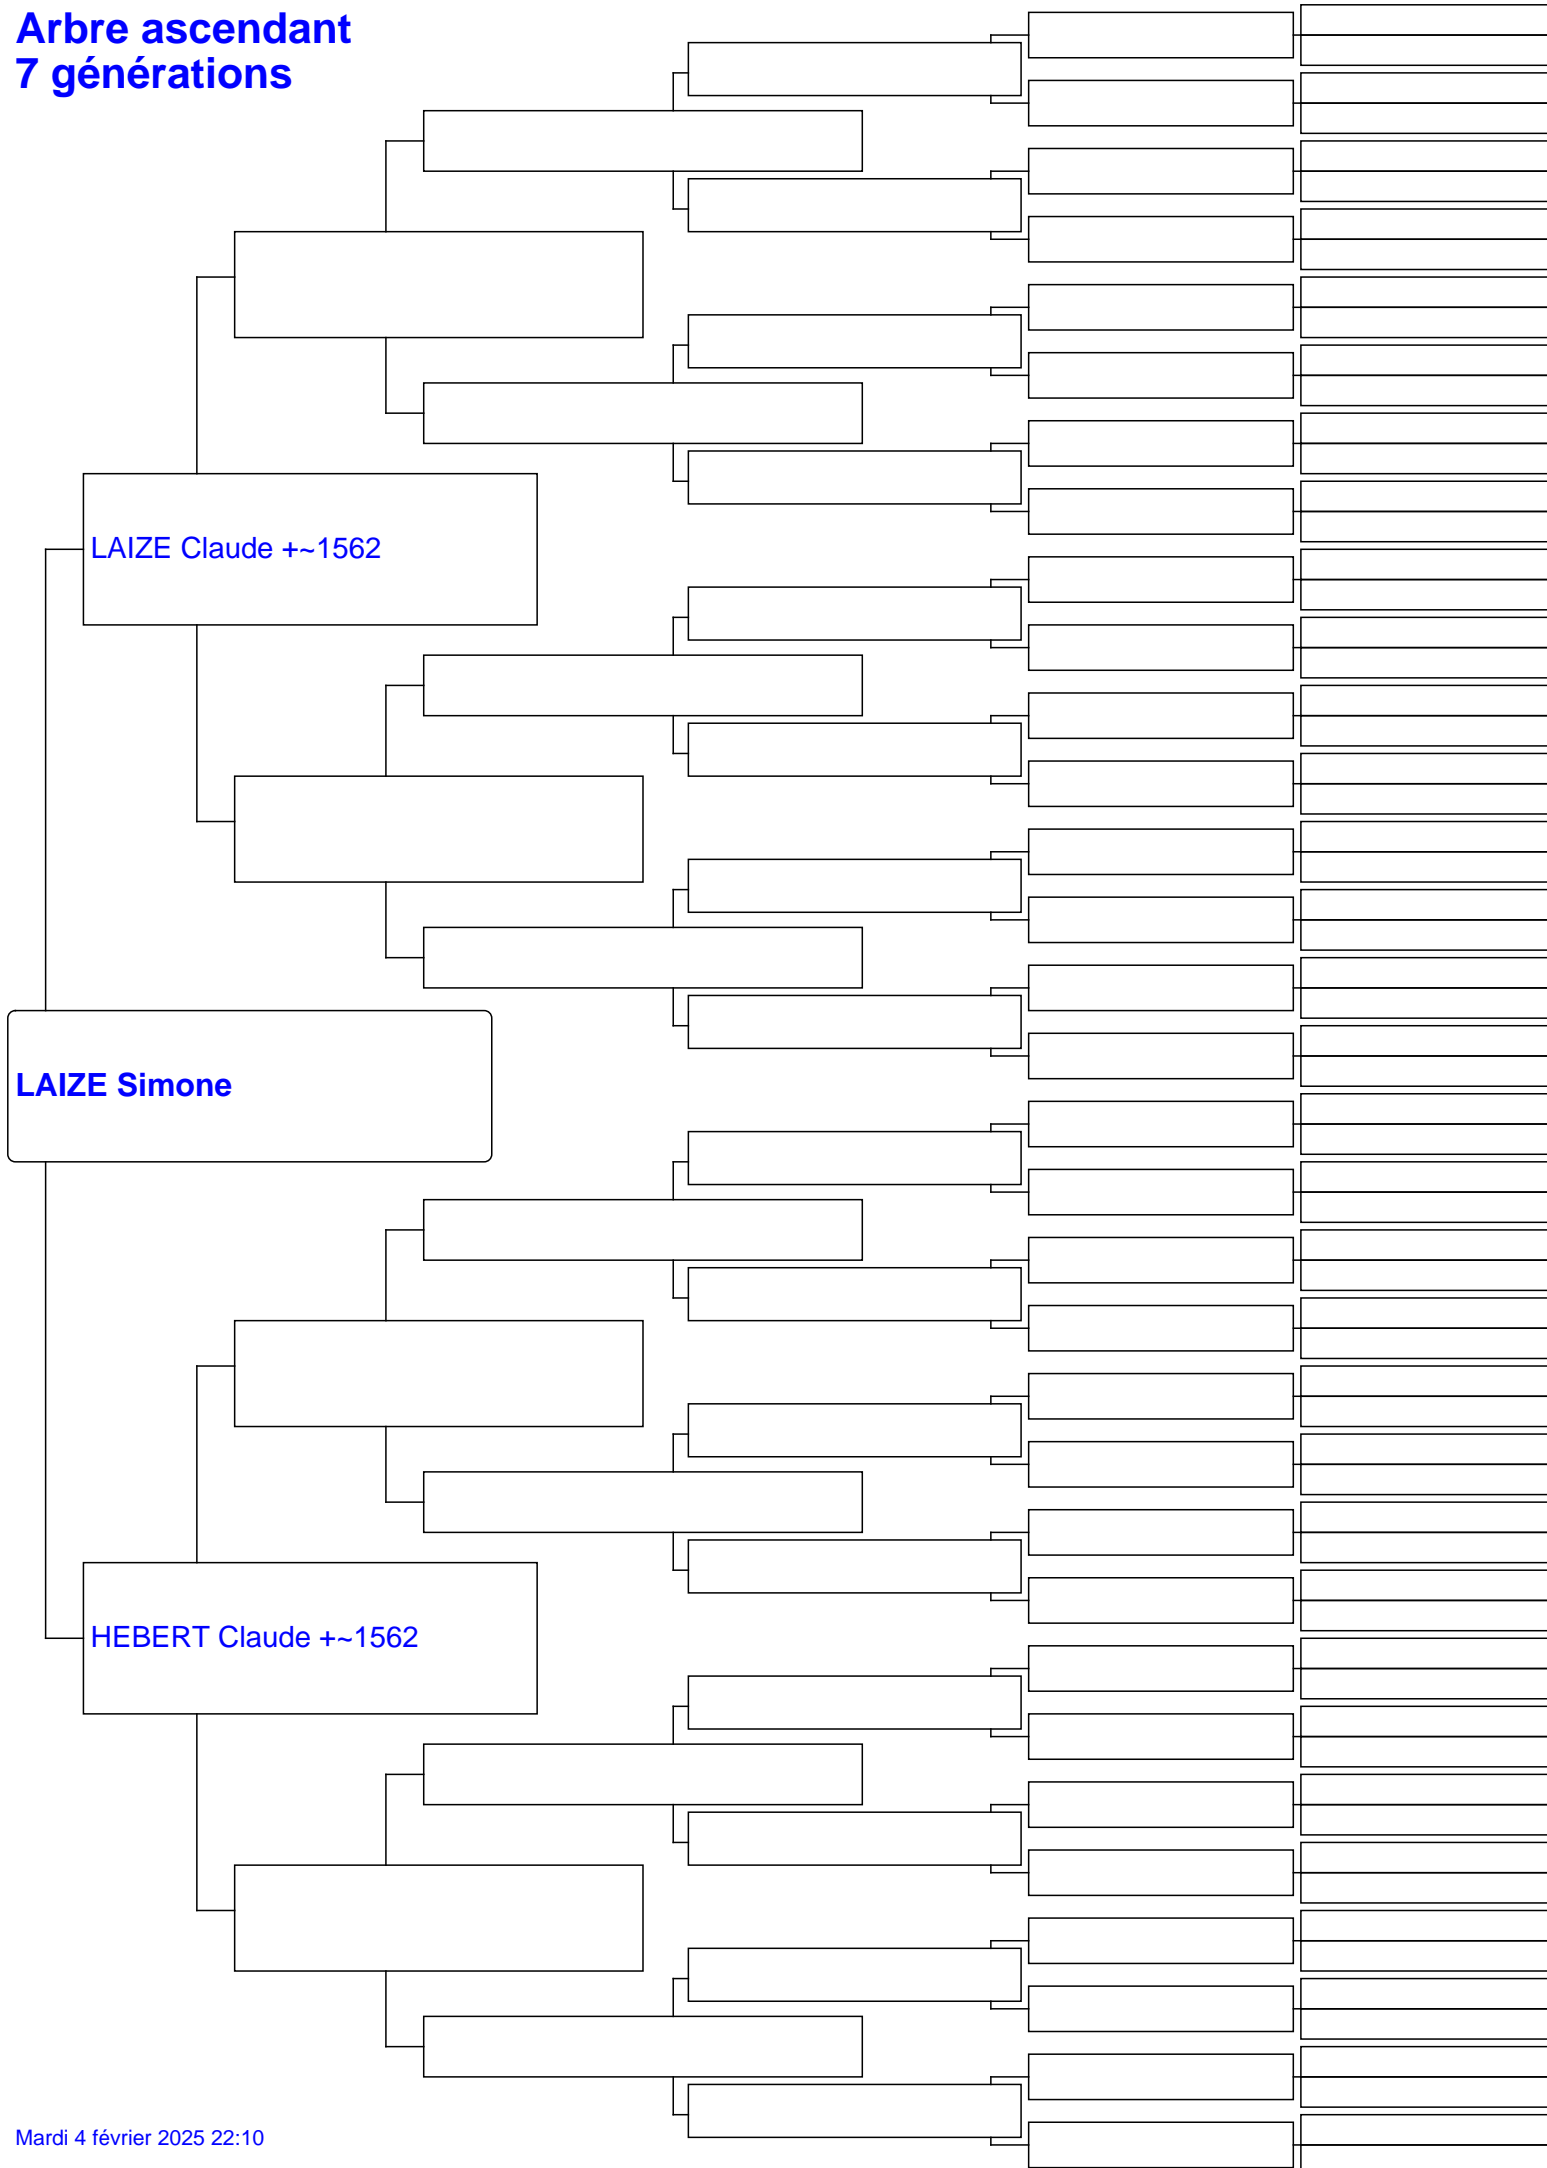 Arbre ascendant
7 générations
LAIZE Claude +~1562
LAIZE Simone
HEBERT Claude +~1562
Mardi 4 février 2025 22:10